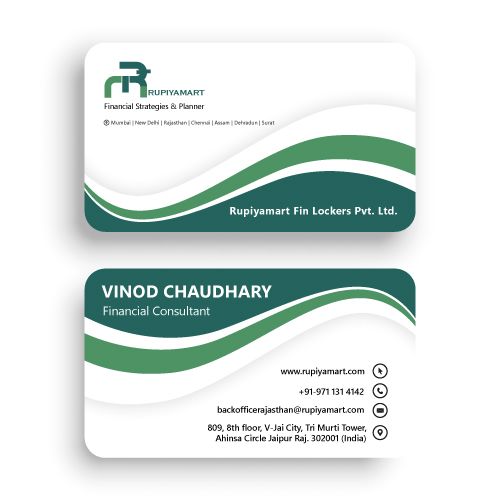 RUPIYAMART
Financial Strategies & Planner
Mumbai | New Delhi | Rajasthan | Chennai | Assam | Dehradun | Surat
Rupiyamart Fin Lockers Pvt. Ltd.
VINOD CHAUDHARY
Financial Consultant
www.rupiyamart.com
+91-971 131 4142
backofficerajasthan@rupiyamart.com
809, 8th floor, V-Jai City, Tri Murti Tower,
Ahinsa Circle Jaipur Raj. 302001 (India)